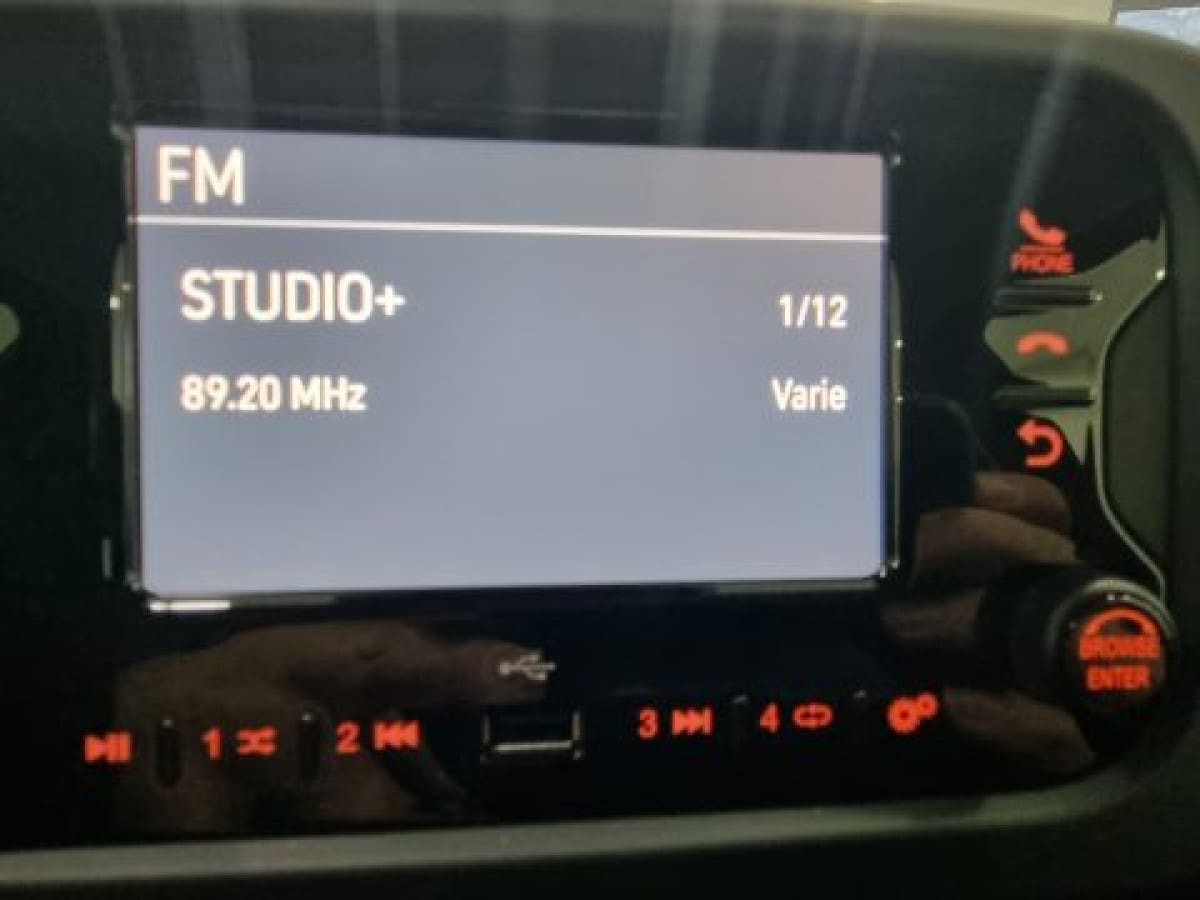 FM
STUDIO+
1/12
89.20 MHz
Varie
PHONE
BROWSE
ENTER
1
2
3
4